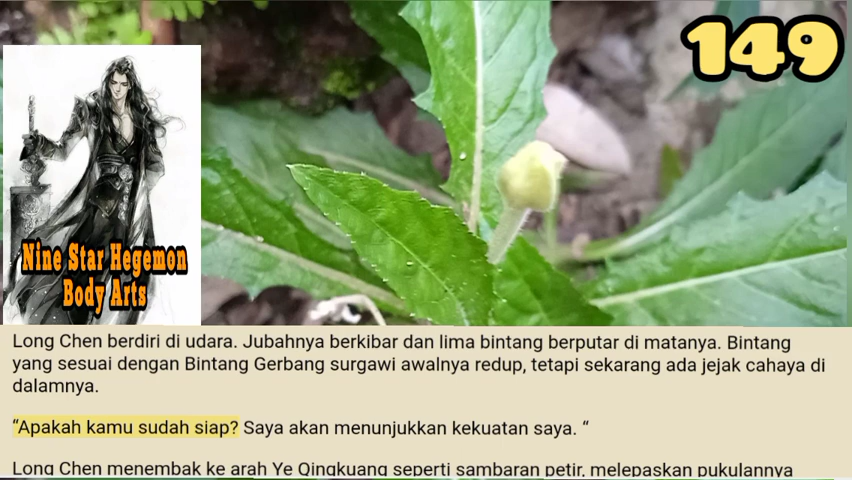 149
Nine Star Hegemon
Body Arts
Long Chen berdiri di udara. Jubahnya berkibar dan lima bintang berputar di matanya. Bintang
yang sesuai dengan Bintang Gerbang surgawi awalnya redup, tetapi sekarang ada jejak cahaya di
dalamnya.
“Apakah kamu sudah siap? Saya akan menunjukkan kekuatan saya. “
Long Chen menembak ke arah Ye Qingkuang seperti sambaran petir, melepaskan pukulannya